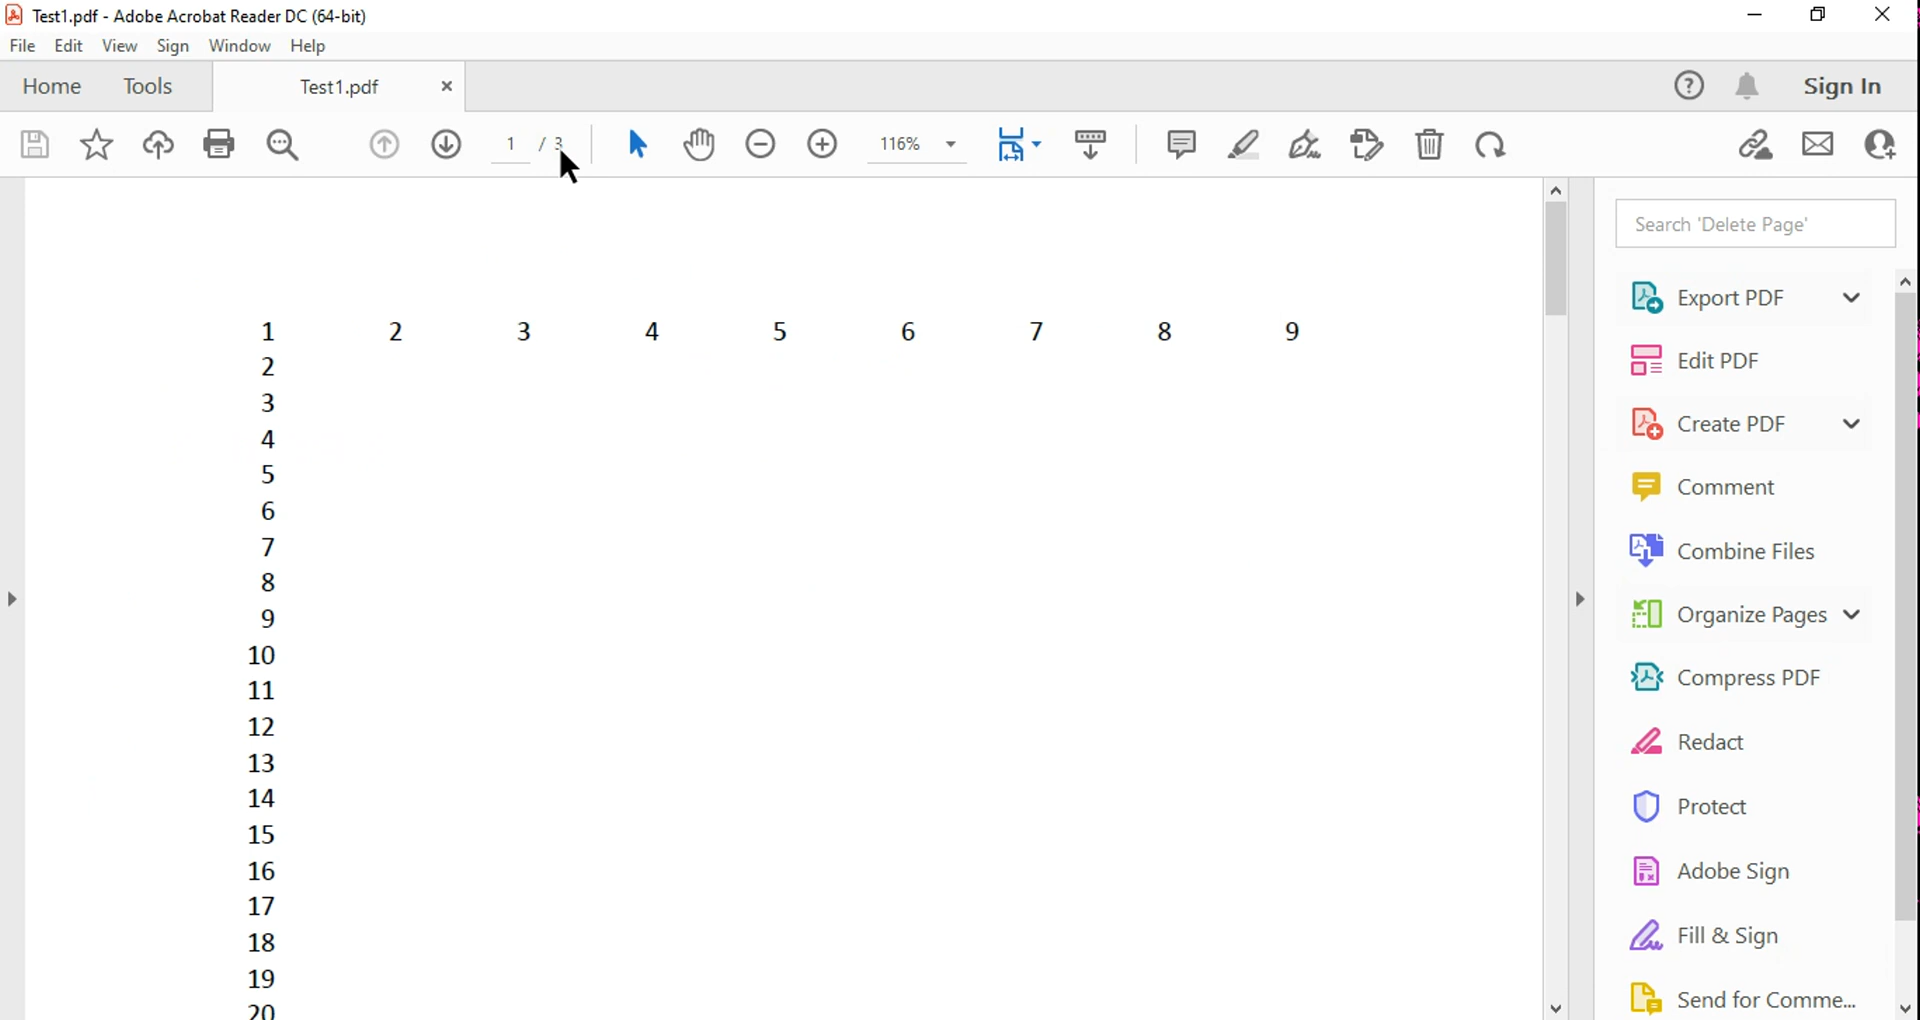 Test1.pdf - Adobe Acrobat Reader DC (64-bit)
File Edit View Sign Window Help
Home Tools Test1.pdf Sign In
1 / 3 116%
Search 'Delete Page'
Export PDF
Edit PDF
Create PDF
Comment
Combine Files
Organize Pages
Compress PDF
Redact
Protect
Adobe Sign
Fill & Sign
Send for Comme...
1 2 3 4 5 6 7 8 9
2
3
4
5
6
7
8
9
10
11
12
13
14
15
16
17
18
19
20